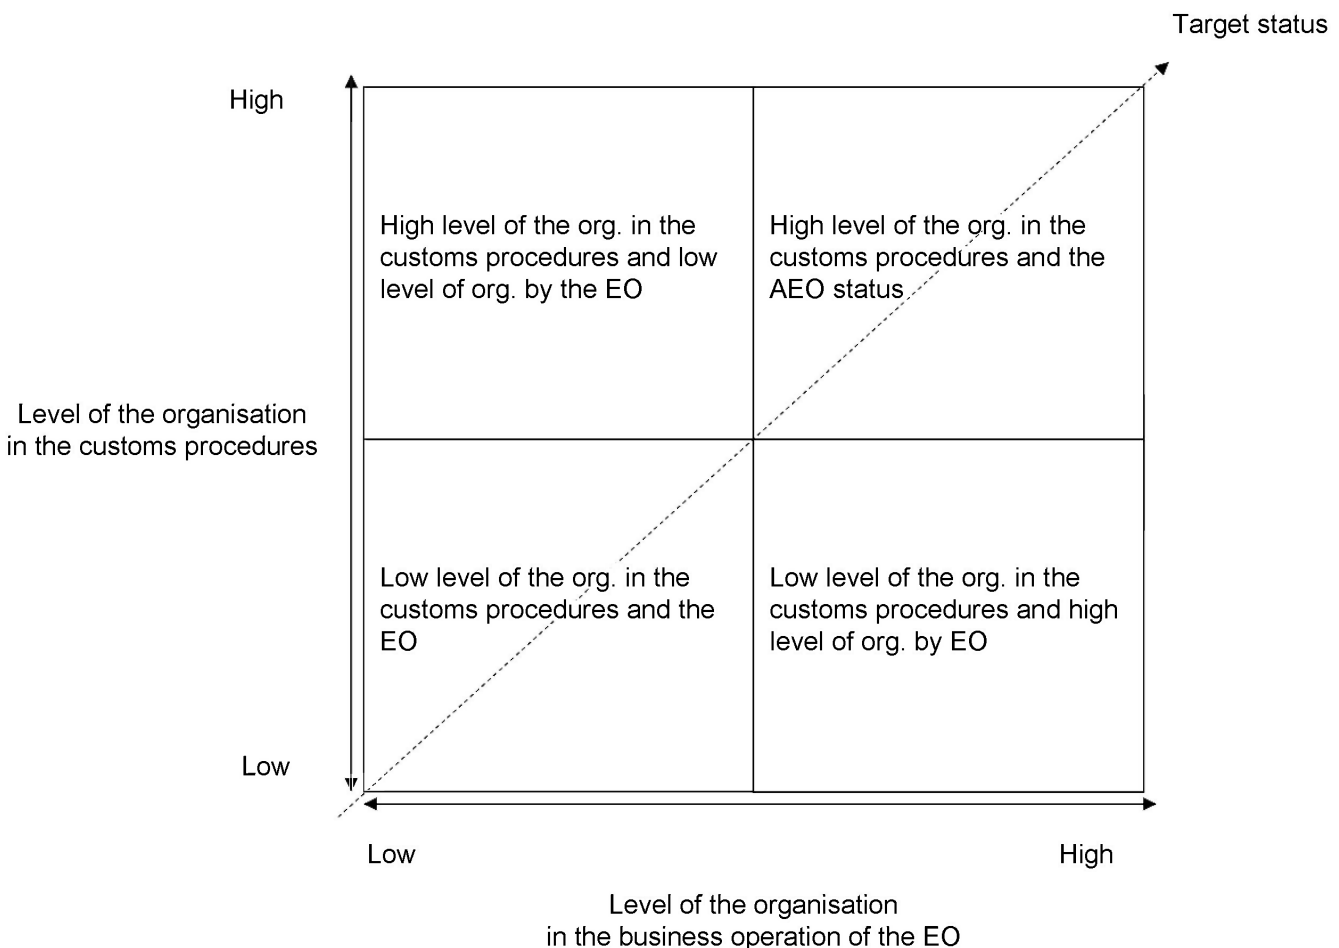 Target status
High
High level of the org. in the
customs procedures and low
level of org. by the EO
High level of the org. in the
customs procedures and the
AEO status
Level of the organisation
in the customs procedures
Low level of the org. in the
customs procedures and the
EO
Low level of the org. in the
customs procedures and high
level of org. by EO
Low
Low
High
Level of the organisation
in the business operation of the EO